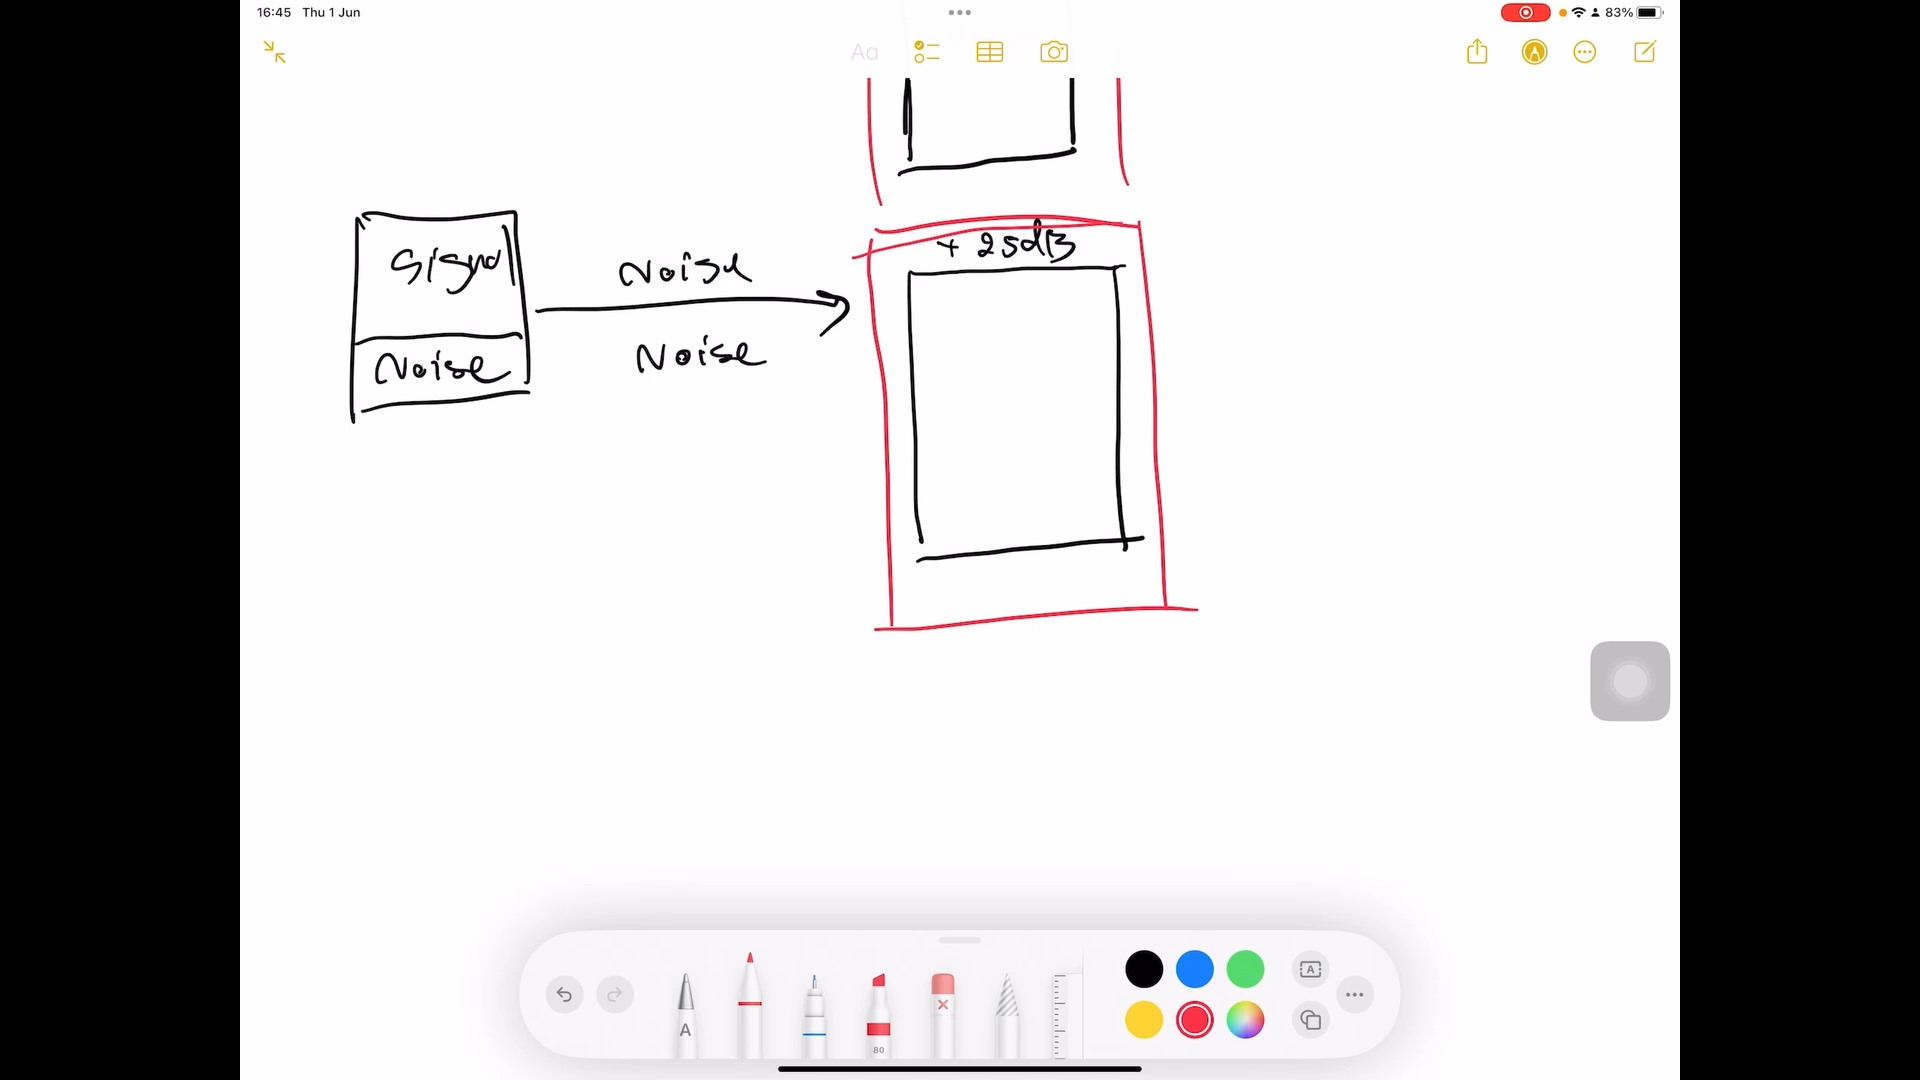 16:45 Thu 1 Jun
83%
Aa
+ 25dB
Signal
Noise
Noise
Noise
A
80
A